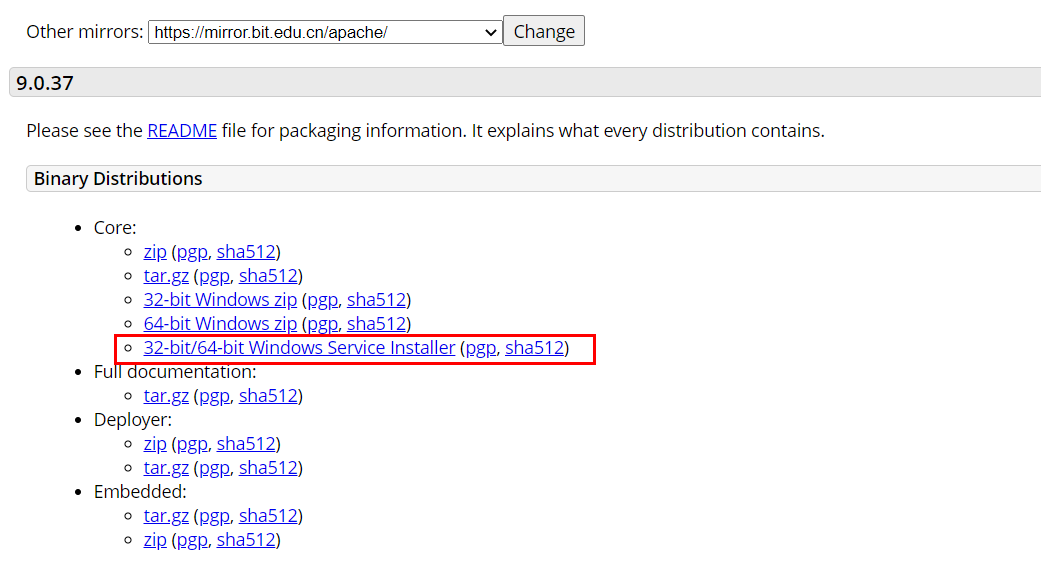 Other mirrors: https://mirror.bit.edu.cn/apache/ Change
9.0.37
Please see the README file for packaging information. It explains what every distribution contains.
Binary Distributions
Core:
zip (pgp, sha512)
tar.gz (pgp, sha512)
32-bit Windows zip (pgp, sha512)
64-bit Windows zip (pgp, sha512)
32-bit/64-bit Windows Service Installer (pgp, sha512)
Full documentation:
tar.gz (pgp, sha512)
Deployer:
zip (pgp, sha512)
tar.gz (pgp, sha512)
Embedded:
tar.gz (pgp, sha512)
zip (pgp, sha512)